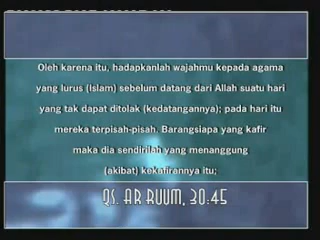 Oleh karena itu, hadapkanlah wajahmu kepada agama
yang lurus (Islam) sebelum datang dari Allah suatu hari
yang tak dapat ditolak (kedatangannya); pada hari itu
mereka terpisah-pisah. Barangsiapa yang kafir
maka dia sendirilah yang menanggung
(akibat) kekafirannya itu;
QS. AR RUUM, 30:45